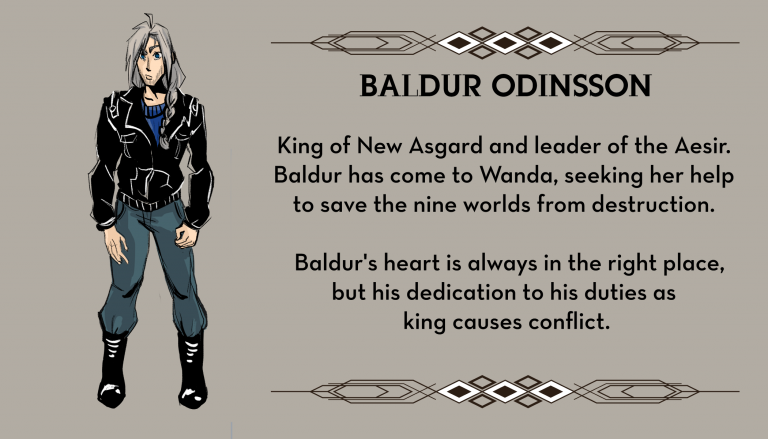 BALDUR ODINSSON
King of New Asgard and leader of the Aesir.
Baldur has come to Wanda, seeking her help
to save the nine worlds from destruction.
Baldur's heart is always in the right place,
but his dedication to his duties as
king causes conflict.